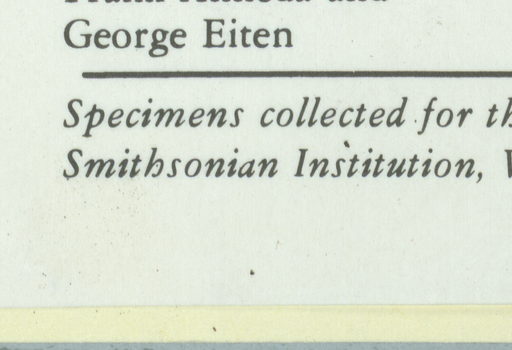 George Eiten
Specimens collected for
Smithsonian Institution,